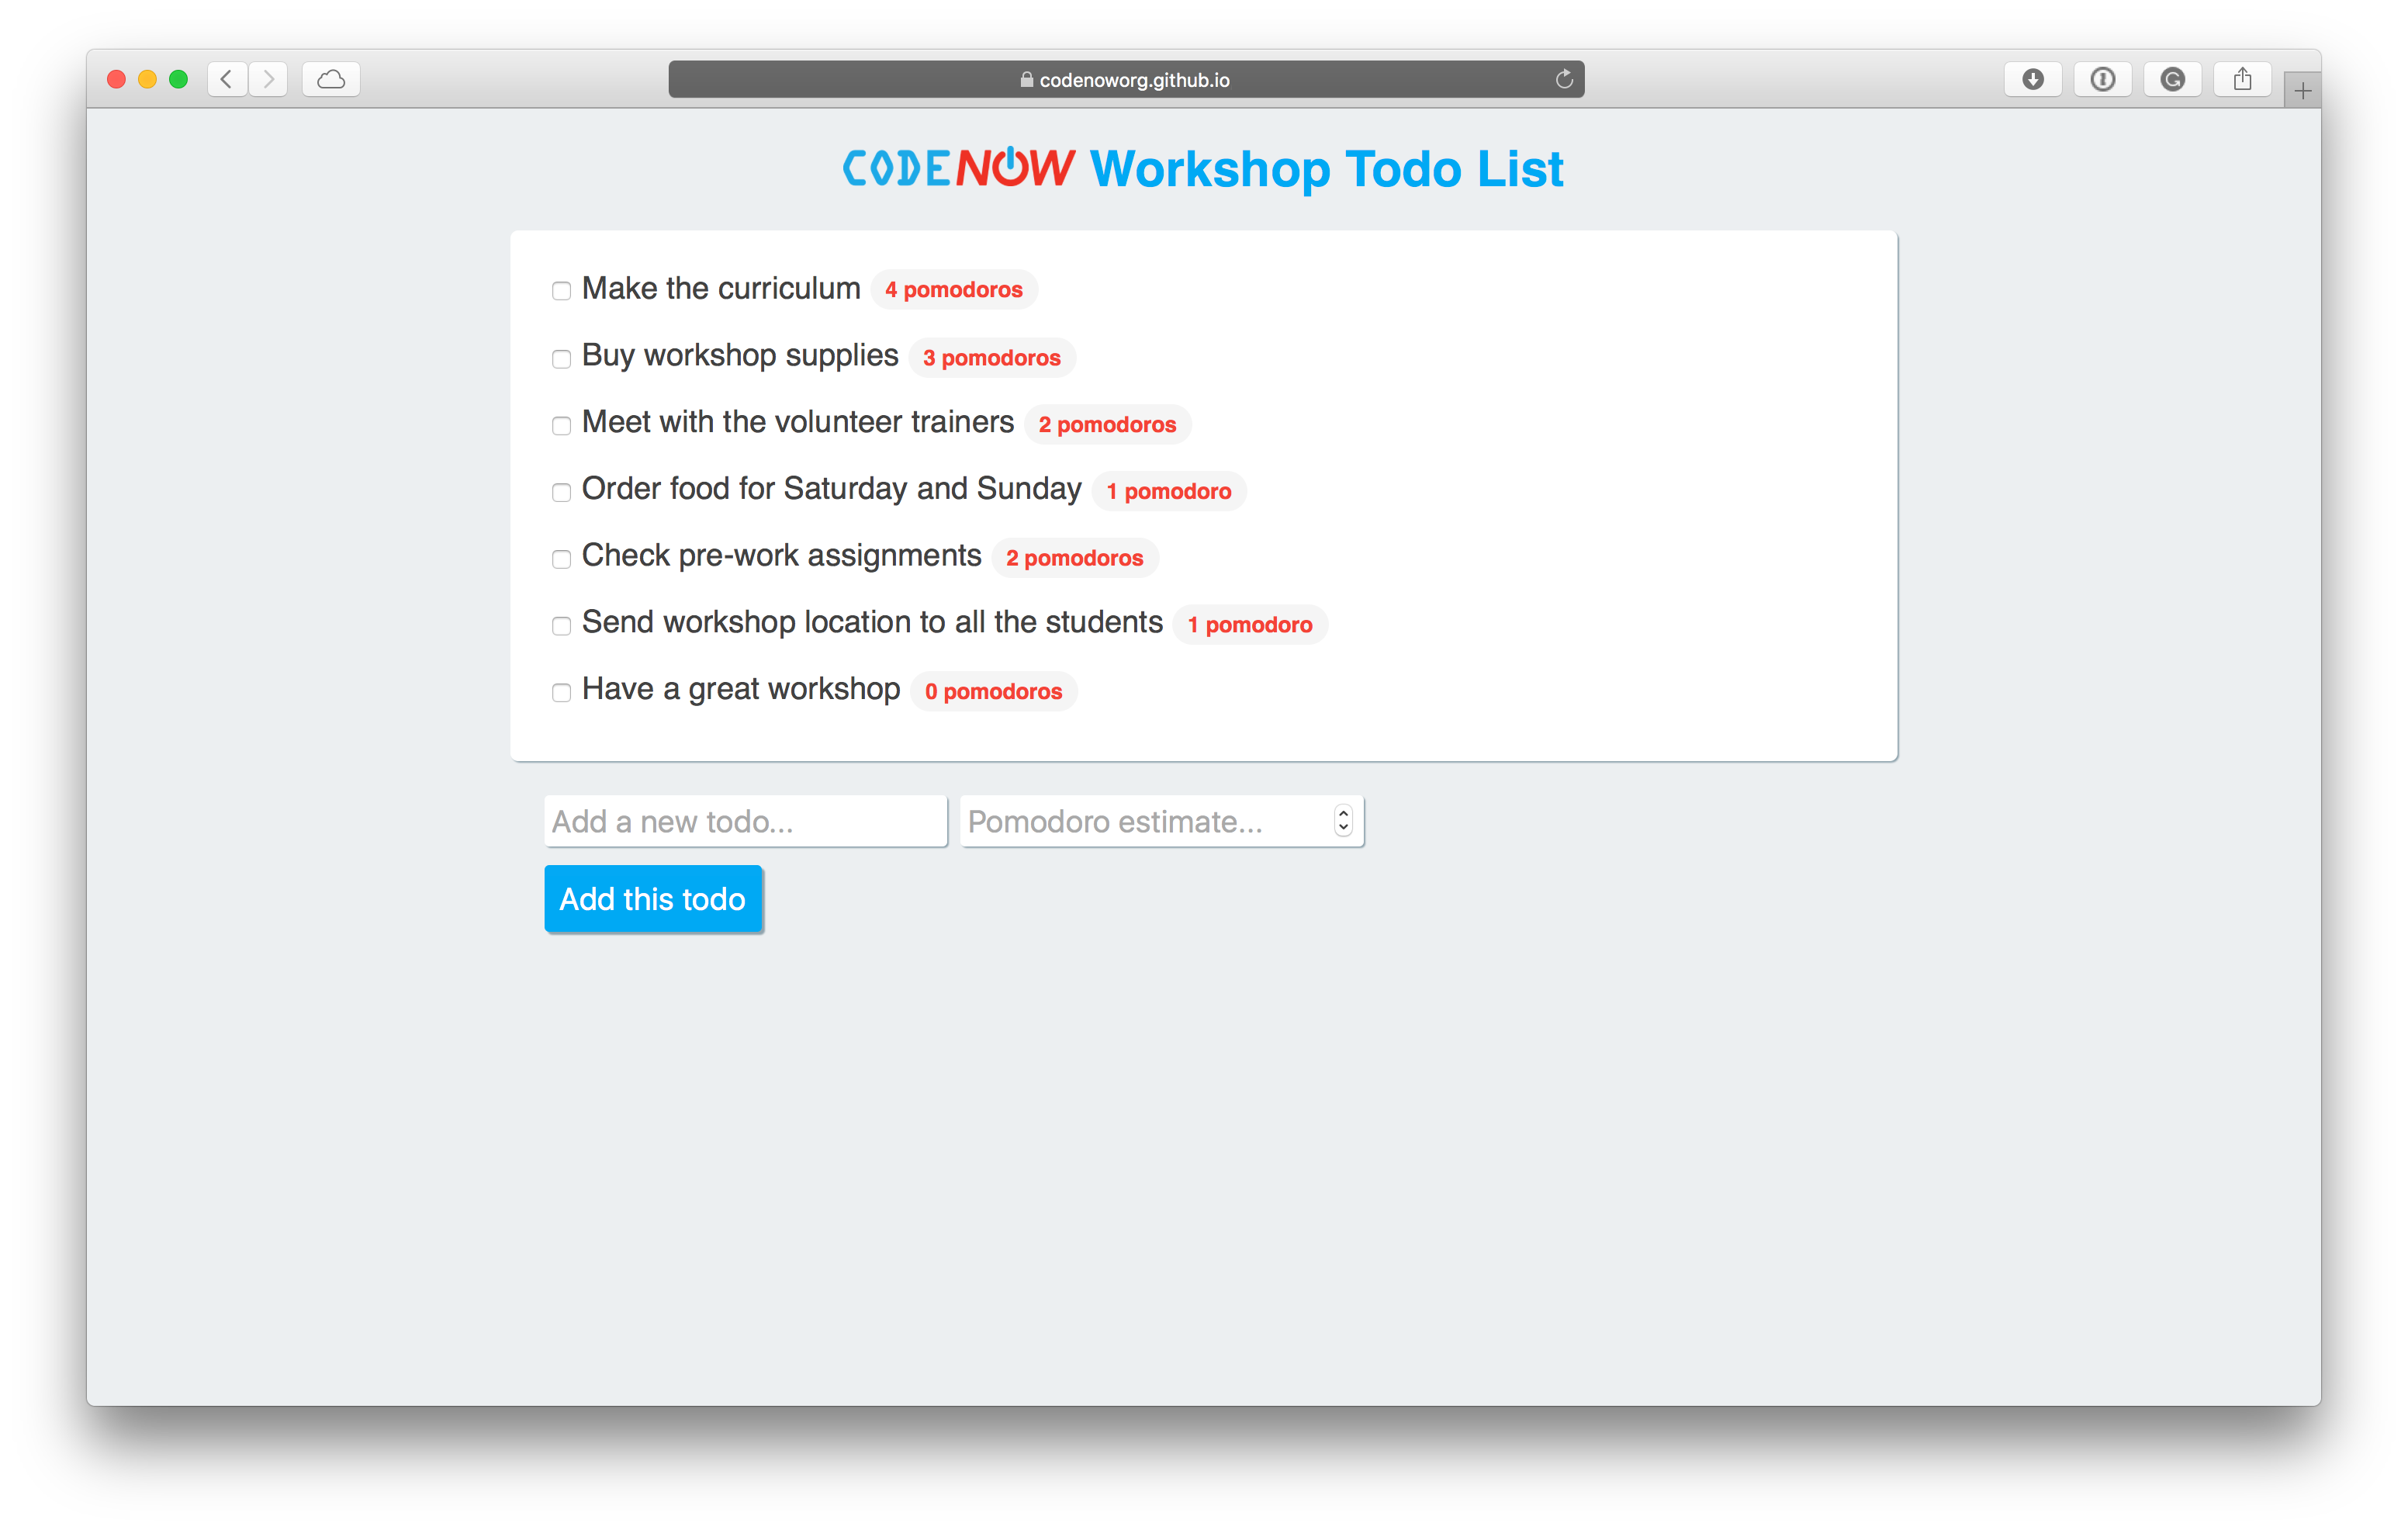 codenoworg.github.io
CODENOW Workshop Todo List
Make the curriculum 4 pomodoros
Buy workshop supplies 3 pomodoros
Meet with the volunteer trainers 2 pomodoros
Order food for Saturday and Sunday 1 pomodoro
Check pre-work assignments 2 pomodoros
Send workshop location to all the students 1 pomodoro
Have a great workshop 0 pomodoros
Add a new todo... Pomodoro estimate...
Add this todo